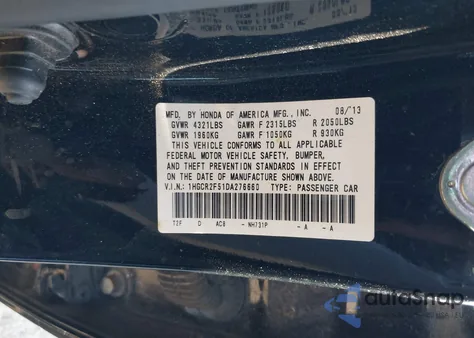 MFD. BY HONDA OF AMERICA MFG., INC. 08/13
GVWR 4321LBS GAWR F 2315LBS R 2050LBS
GVWR 1960KG GAWR F 1050KG R 930KG
THIS VEHICLE CONFORMS TO ALL APPLICABLE
FEDERAL MOTOR VEHICLE SAFETY, BUMPER,
AND THEFT PREVENTION STANDARDS IN EFFECT
ON THE DATE OF MANUFACTURE SHOWN ABOVE.
V.I.N.: 1HGCR2F51DA276660 TYPE: PASSENGER CAR
T2F D AC8 - NH731P - A - A
autoSnap